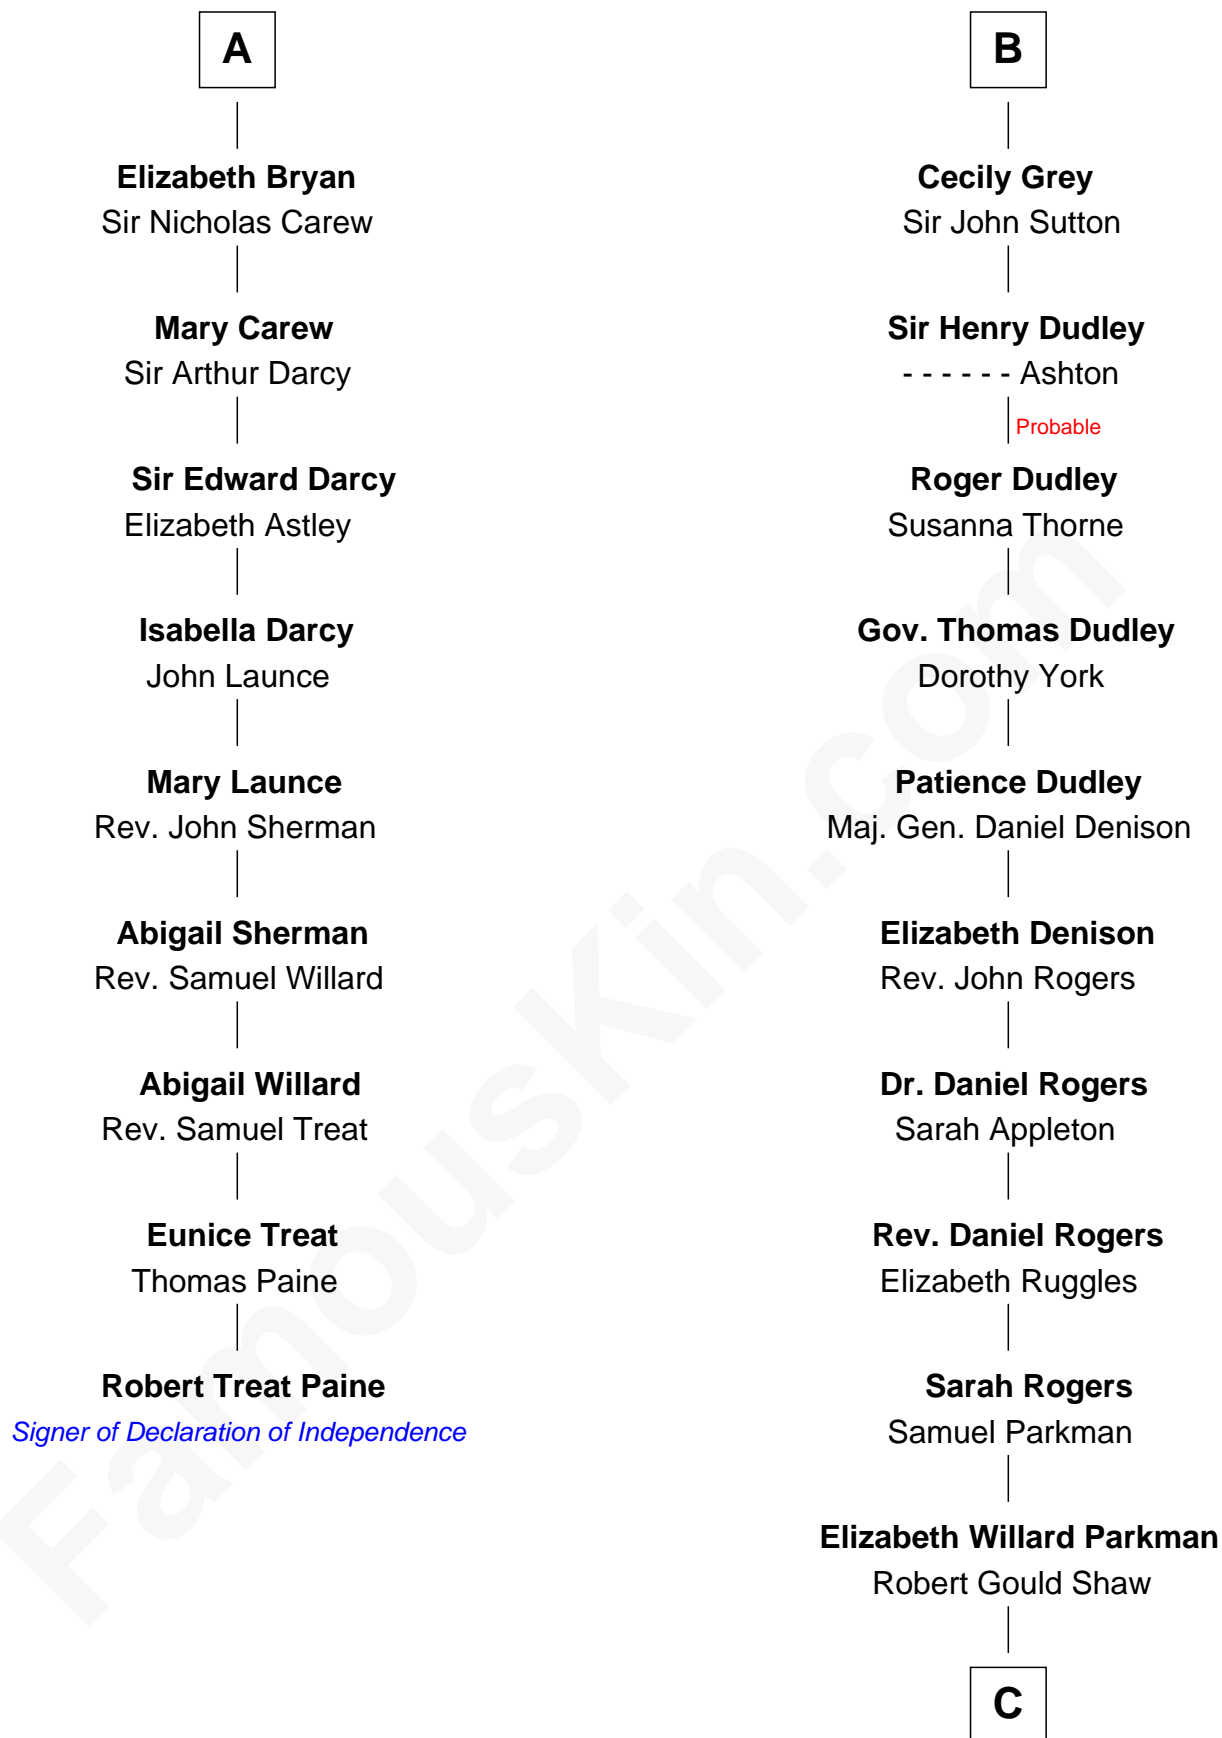 A
Elizabeth Bryan
Sir Nicholas Carew
Mary Carew
Sir Arthur Darcy
Sir Edward Darcy
Elizabeth Astley
Isabella Darcy
John Launce
Mary Launce
Rev. John Sherman
Abigail Sherman
Rev. Samuel Willard
Abigail Willard
Rev. Samuel Treat
Eunice Treat
Thomas Paine
Robert Treat Paine
Signer of Declaration of Independence
B
Cecily Grey
Sir John Sutton
Sir Henry Dudley
- - - - - - Ashton
Probable
Roger Dudley
Susanna Thorne
Gov. Thomas Dudley
Dorothy York
Patience Dudley
Maj. Gen. Daniel Denison
Elizabeth Denison
Rev. John Rogers
Dr. Daniel Rogers
Sarah Appleton
Rev. Daniel Rogers
Elizabeth Ruggles
Sarah Rogers
Samuel Parkman
Elizabeth Willard Parkman
Robert Gould Shaw
C
FamousKin.com